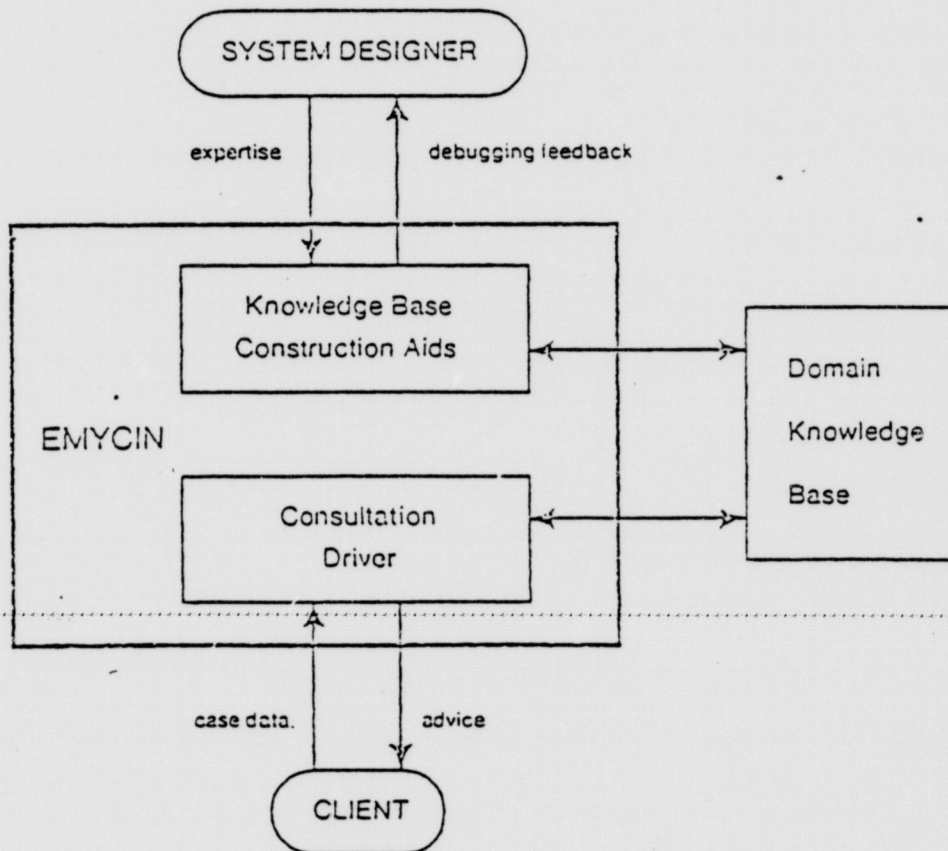 SYSTEM DESIGNER
expertise
debugging feedback
Knowledge Base
Construction Aids
EMYCIN
Domain
Knowledge
Base
Consultation
Driver
case data.
advice
CLIENT